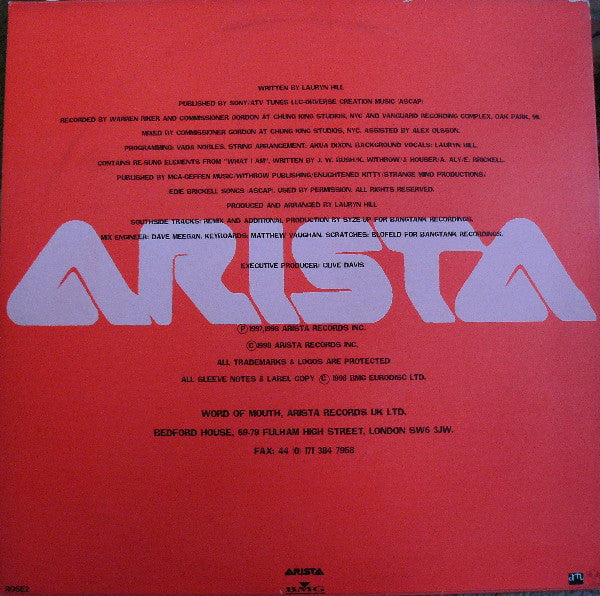 WRITTEN BY LAURYN HILL
PUBLISHED BY SONY/ATV TUNES LLC-OBVERSE CREATION MUSIC (ASCAP)
RECORDED BY WARREN RIKER AND COMMISSIONER GORDON AT CHUNG KING STUDIOS, NYC AND VANGUARD RECORDING COMPLEX, OAK PARK, MI.
MIXED BY COMMISSIONER GORDON AT CHUNG KING STUDIOS, NYC. ASSISTED BY ALEX OLSSON.
PROGRAMMING: VADA NOBLES. STRING ARRANGEMENT: AKUA DIXON. BACKGROUND VOCALS: LAURYN HILL.
CONTAINS RE-SUNG ELEMENTS FROM "WHAT I AM", WRITTEN BY J. W. BUSH/K. WITHROW/J HOUSER/A. ALY/E. BRICKELL.
PUBLISHED BY MCA-GEFFEN MUSIC/WITHROW PUBLISHING/ENLIGHTENED KITTY/STRANGE MIND PRODUCTIONS/
EDIE BRICKELL SONGS (ASCAP). USED BY PERMISSION. ALL RIGHTS RESERVED.
PRODUCED AND ARRANGED BY LAURYN HILL
SOUTHSIDE TRACKS: REMIX AND ADDITIONAL PRODUCTION BY SYZE UP FOR BANGTANK RECORDINGS.
MIX ENGINEER: DAVE MEEGAN. KEYBOARDS: MATTHEW VAUGHAN. SCRATCHES: BLOFELD FOR BANGTANK RECORDINGS.
EXECUTIVE PRODUCER: CLIVE DAVIS.
ARISTA
℗ 1997,1998 ARISTA RECORDS INC.
© 1998 ARISTA RECORDS INC.
ALL TRADEMARKS & LOGOS ARE PROTECTED
ALL SLEEVE NOTES & LABEL COPY © 1998 BMG EURODISC LTD.
WORD OF MOUTH, ARISTA RECORDS UK LTD.
BEDFORD HOUSE, 69-79 FULHAM HIGH STREET, LONDON SW6 3JW.
FAX: 44 (0) 171 384 7968
ARISTA
BMG
ROSE2